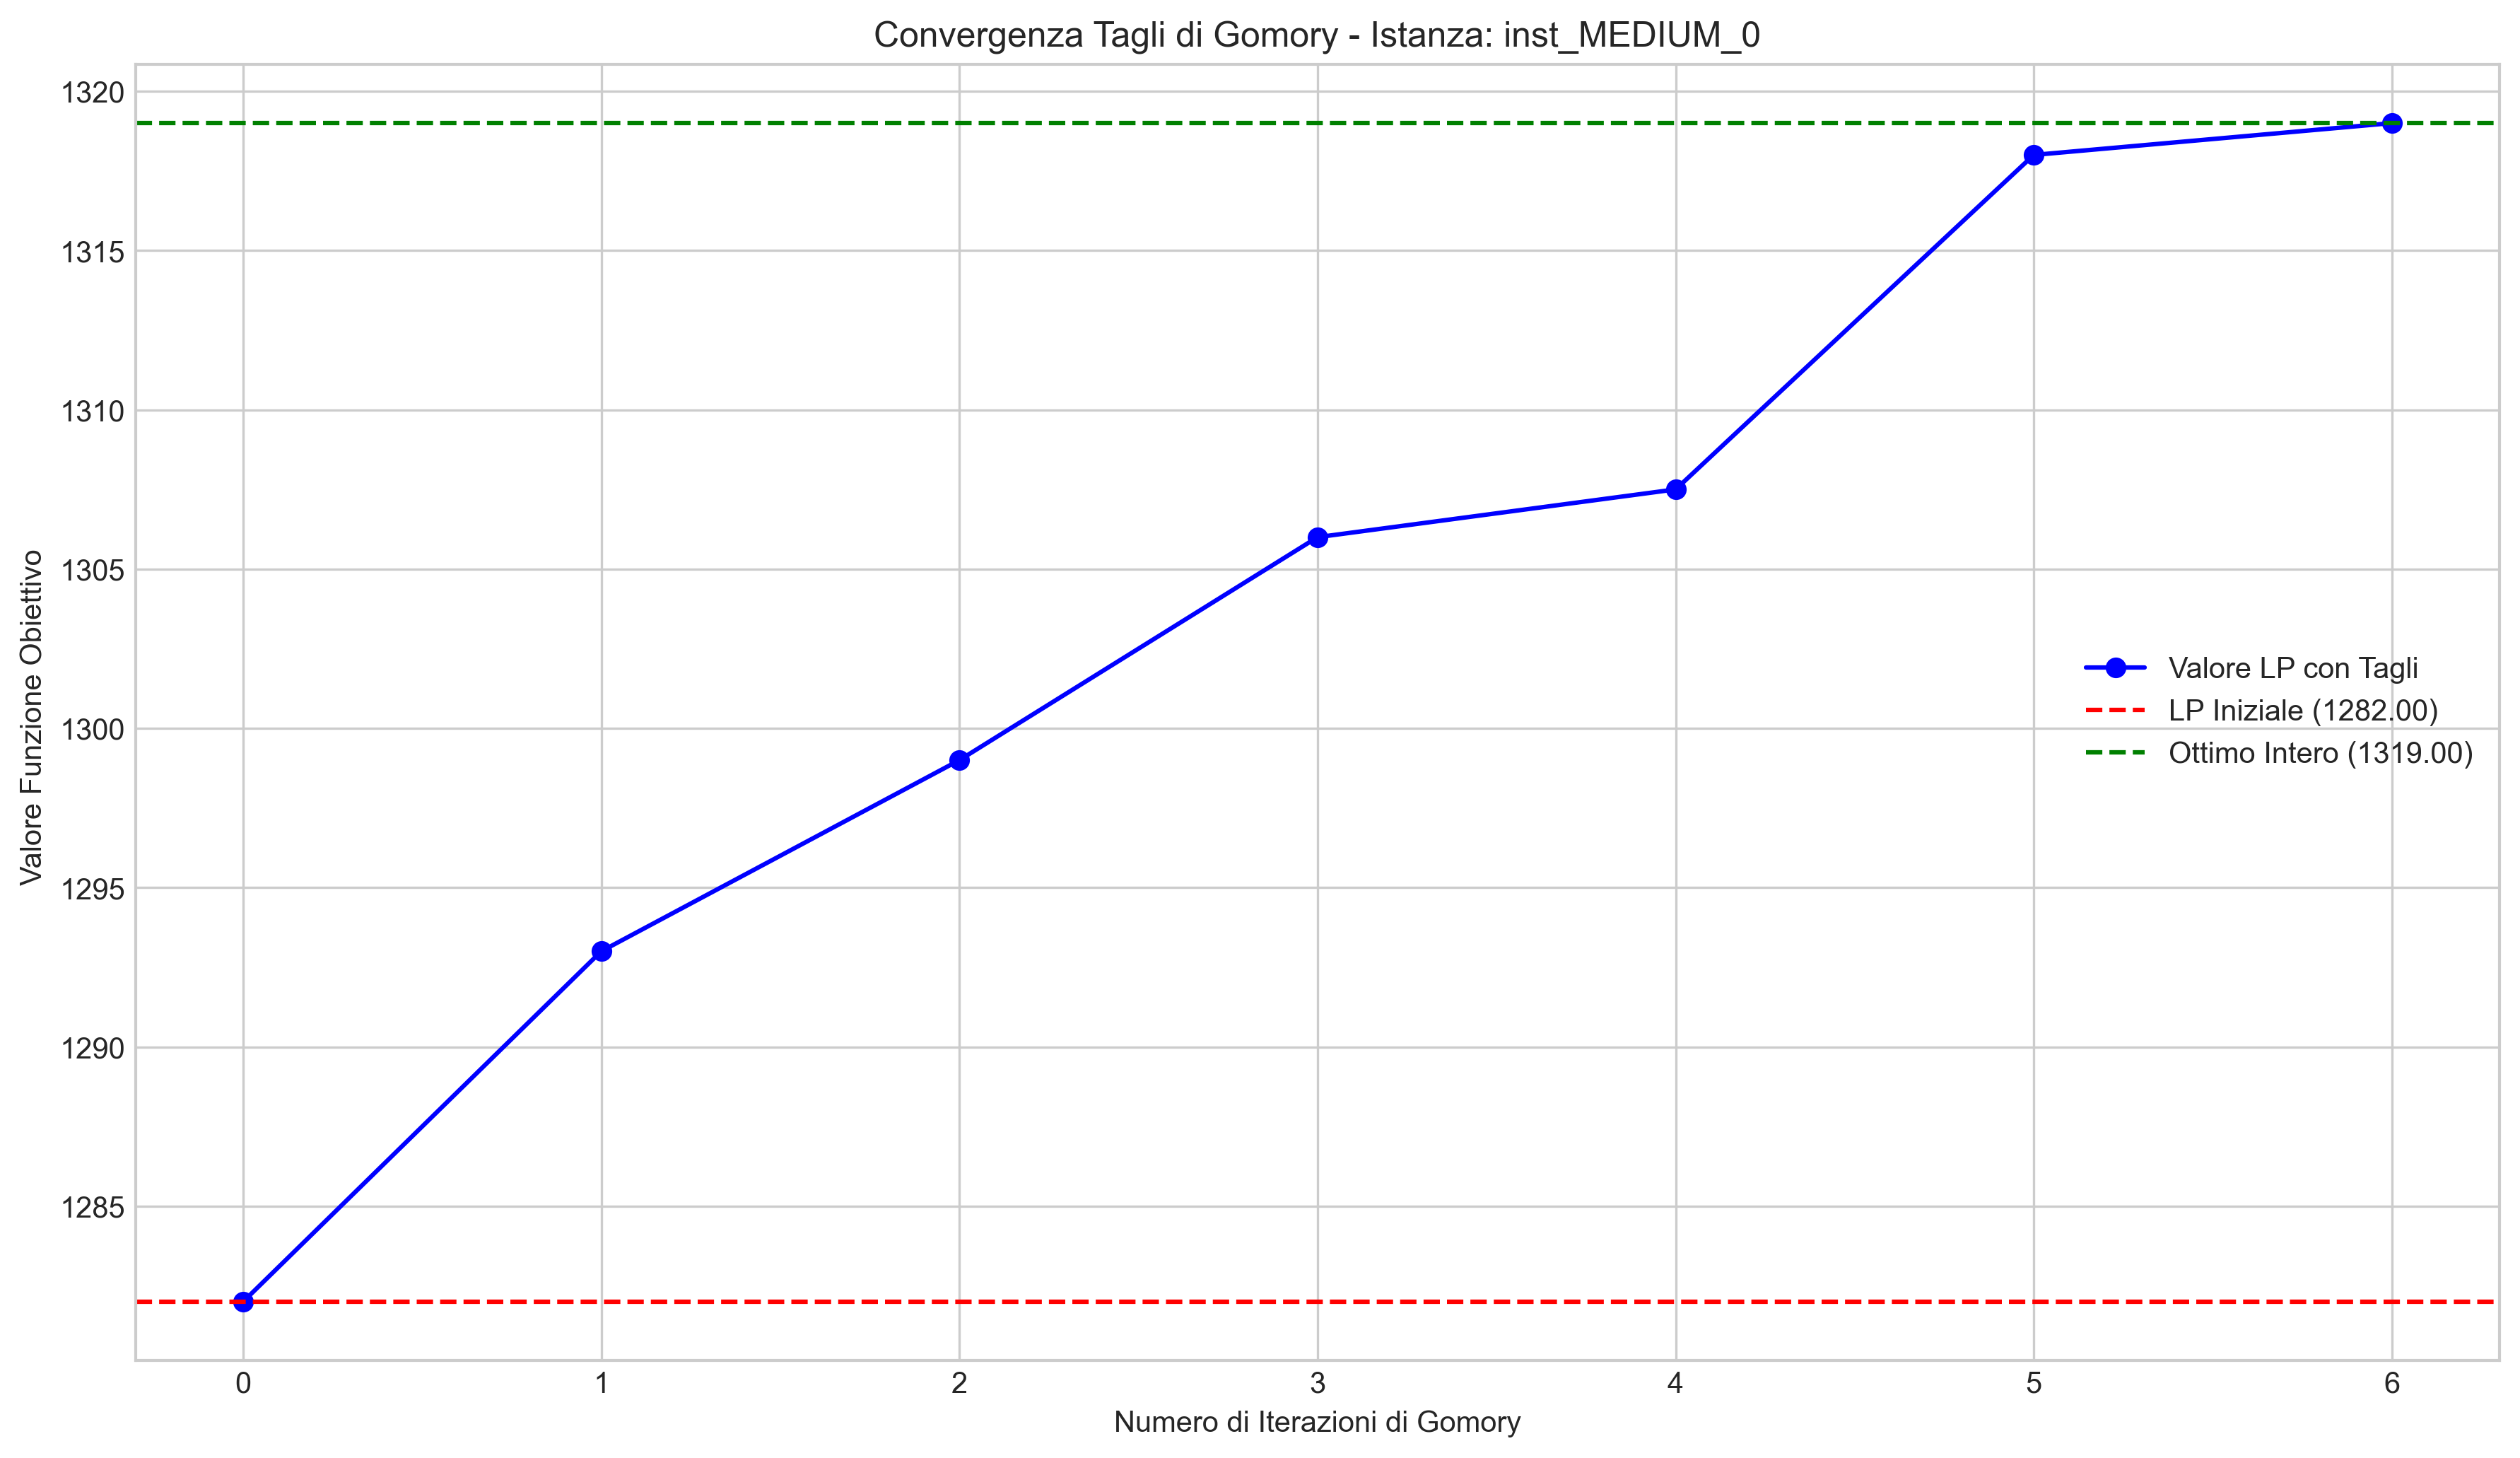 Convergenza Tagli di Gomory - Istanza: inst_MEDIUM_0
Valore Funzione Obiettivo
1320
1315
1310
1305
1300
1295
1290
1285
Valore LP con Tagli
LP Iniziale (1282.00)
Ottimo Intero (1319.00)
0 1 2 3 4 5 6
Numero di Iterazioni di Gomory